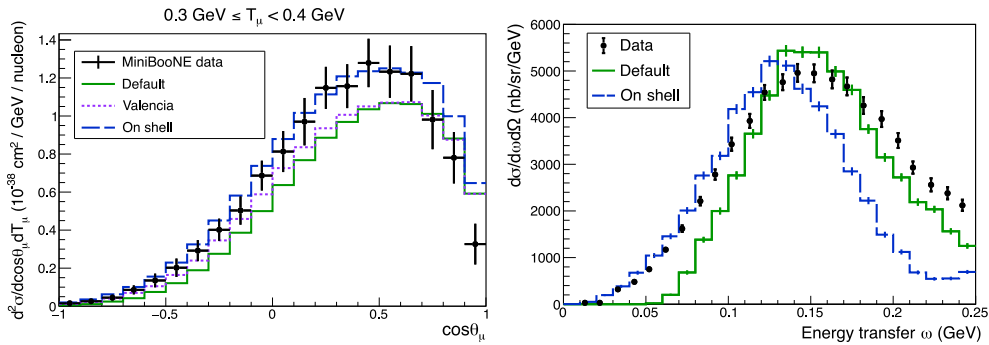 0.3 GeV ≤ Tμ < 0.4 GeV
d²σ/dcosθμdTμ (10⁻³⁸ cm² / GeV / nucleon)
1.4
1.2
1
0.8
0.6
0.4
0.2
0
MiniBooNE data
Default
Valencia
On shell
-1 -0.5 0 0.5 1
cosθμ
dσ/dωdΩ (nb/sr/GeV)
6000
5000
4000
3000
2000
1000
0
Data
Default
On shell
0.00 0.05 0.10 0.15 0.20 0.25
Energy transfer ω (GeV)